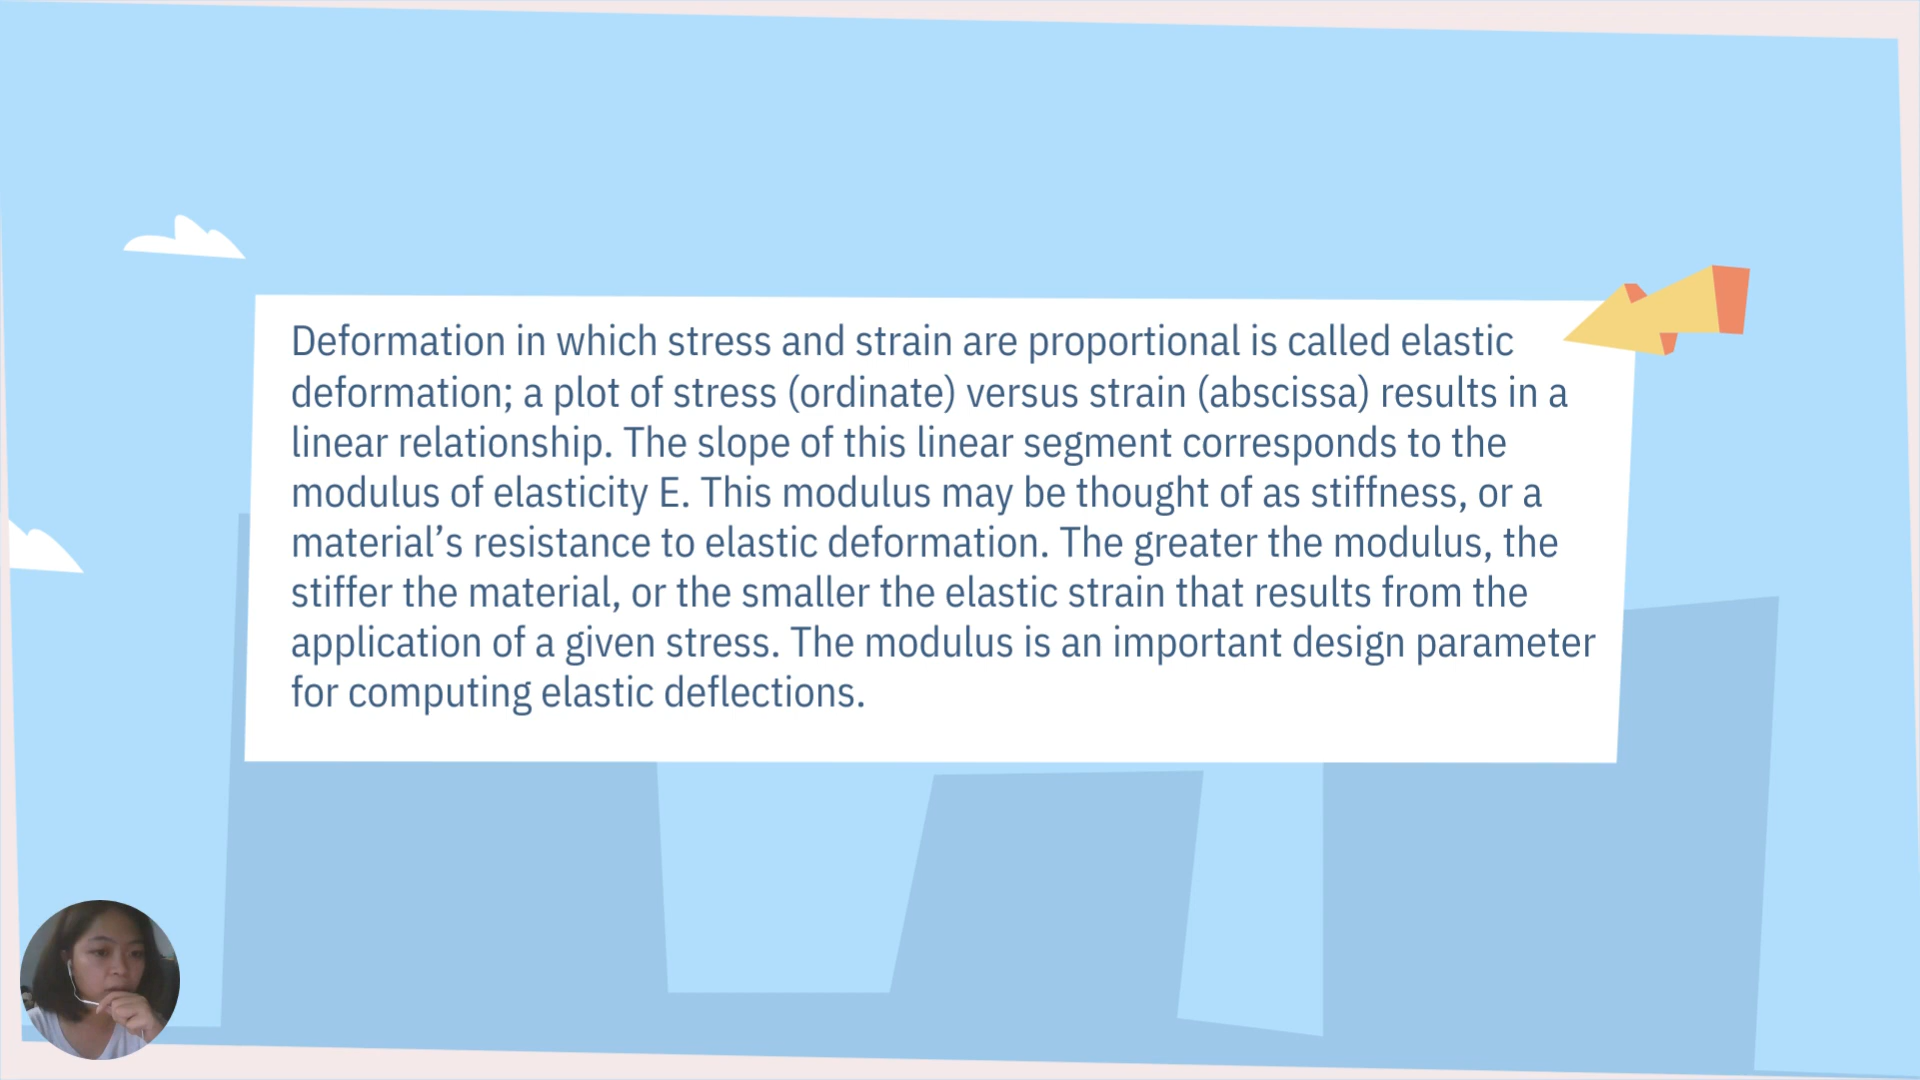 Deformation in which stress and strain are proportional is called elastic
deformation; a plot of stress (ordinate) versus strain (abscissa) results in a
linear relationship. The slope of this linear segment corresponds to the
modulus of elasticity E. This modulus may be thought of as stiffness, or a
material’s resistance to elastic deformation. The greater the modulus, the
stiffer the material, or the smaller the elastic strain that results from the
application of a given stress. The modulus is an important design parameter
for computing elastic deflections.